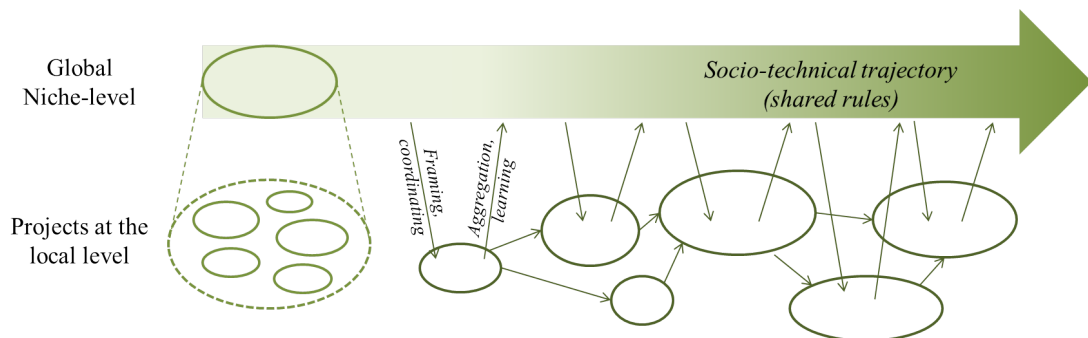 Global
Niche-level
Socio-technical trajectory
(shared rules)
Framing,
coordinating
Aggregation,
learning
Projects at the
local level